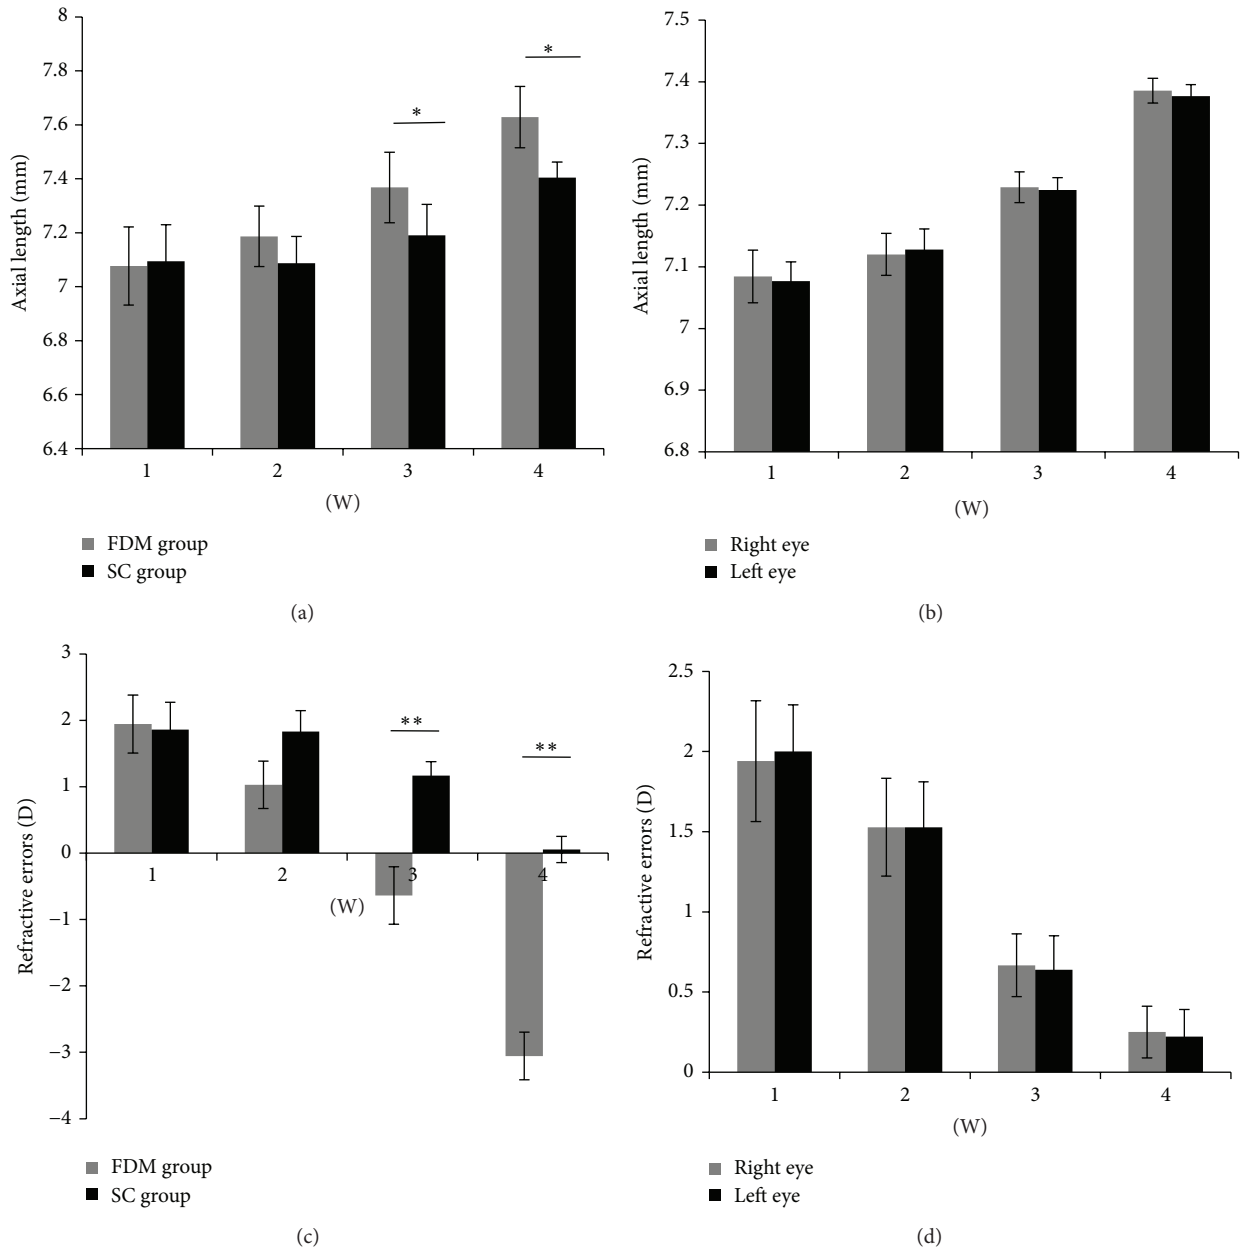 8
7.8
7.6
7.4
7.2
7
6.8
6.6
6.4
Axial length (mm)
*
*
1 2 3 4
(W)
FDM group
SC group
(a)
7.5
7.4
7.3
7.2
7.1
7
6.9
6.8
Axial length (mm)
1 2 3 4
(W)
Right eye
Left eye
(b)
3
2
1
0
−1
−2
−3
−4
Refractive errors (D)
**
**
1 2 3 4
(W)
FDM group
SC group
(c)
2.5
2
1.5
1
0.5
0
Refractive errors (D)
1 2 3 4
(W)
Right eye
Left eye
(d)